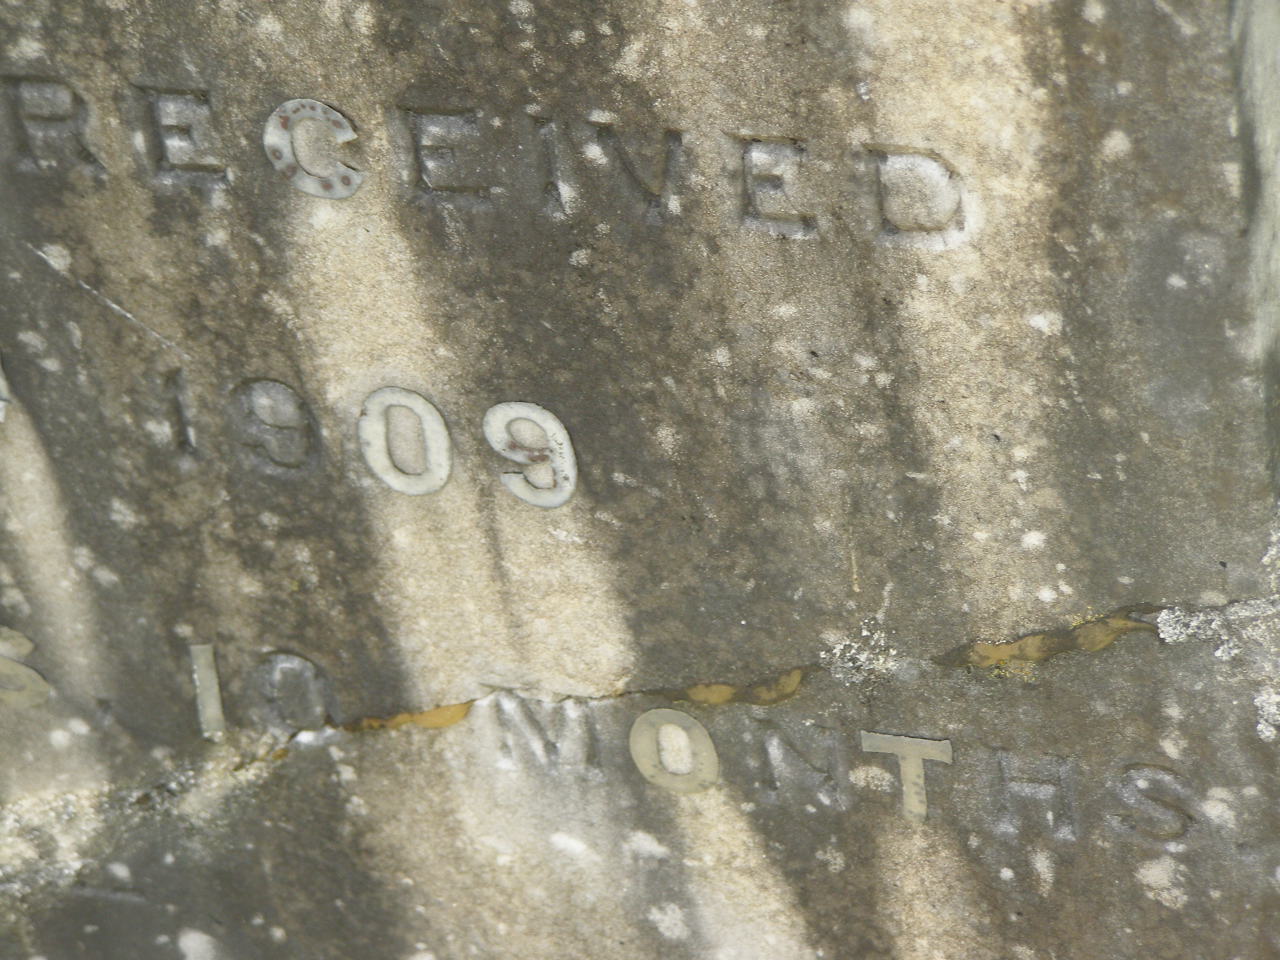 RECEIVED
1909
S 10 MONTHS